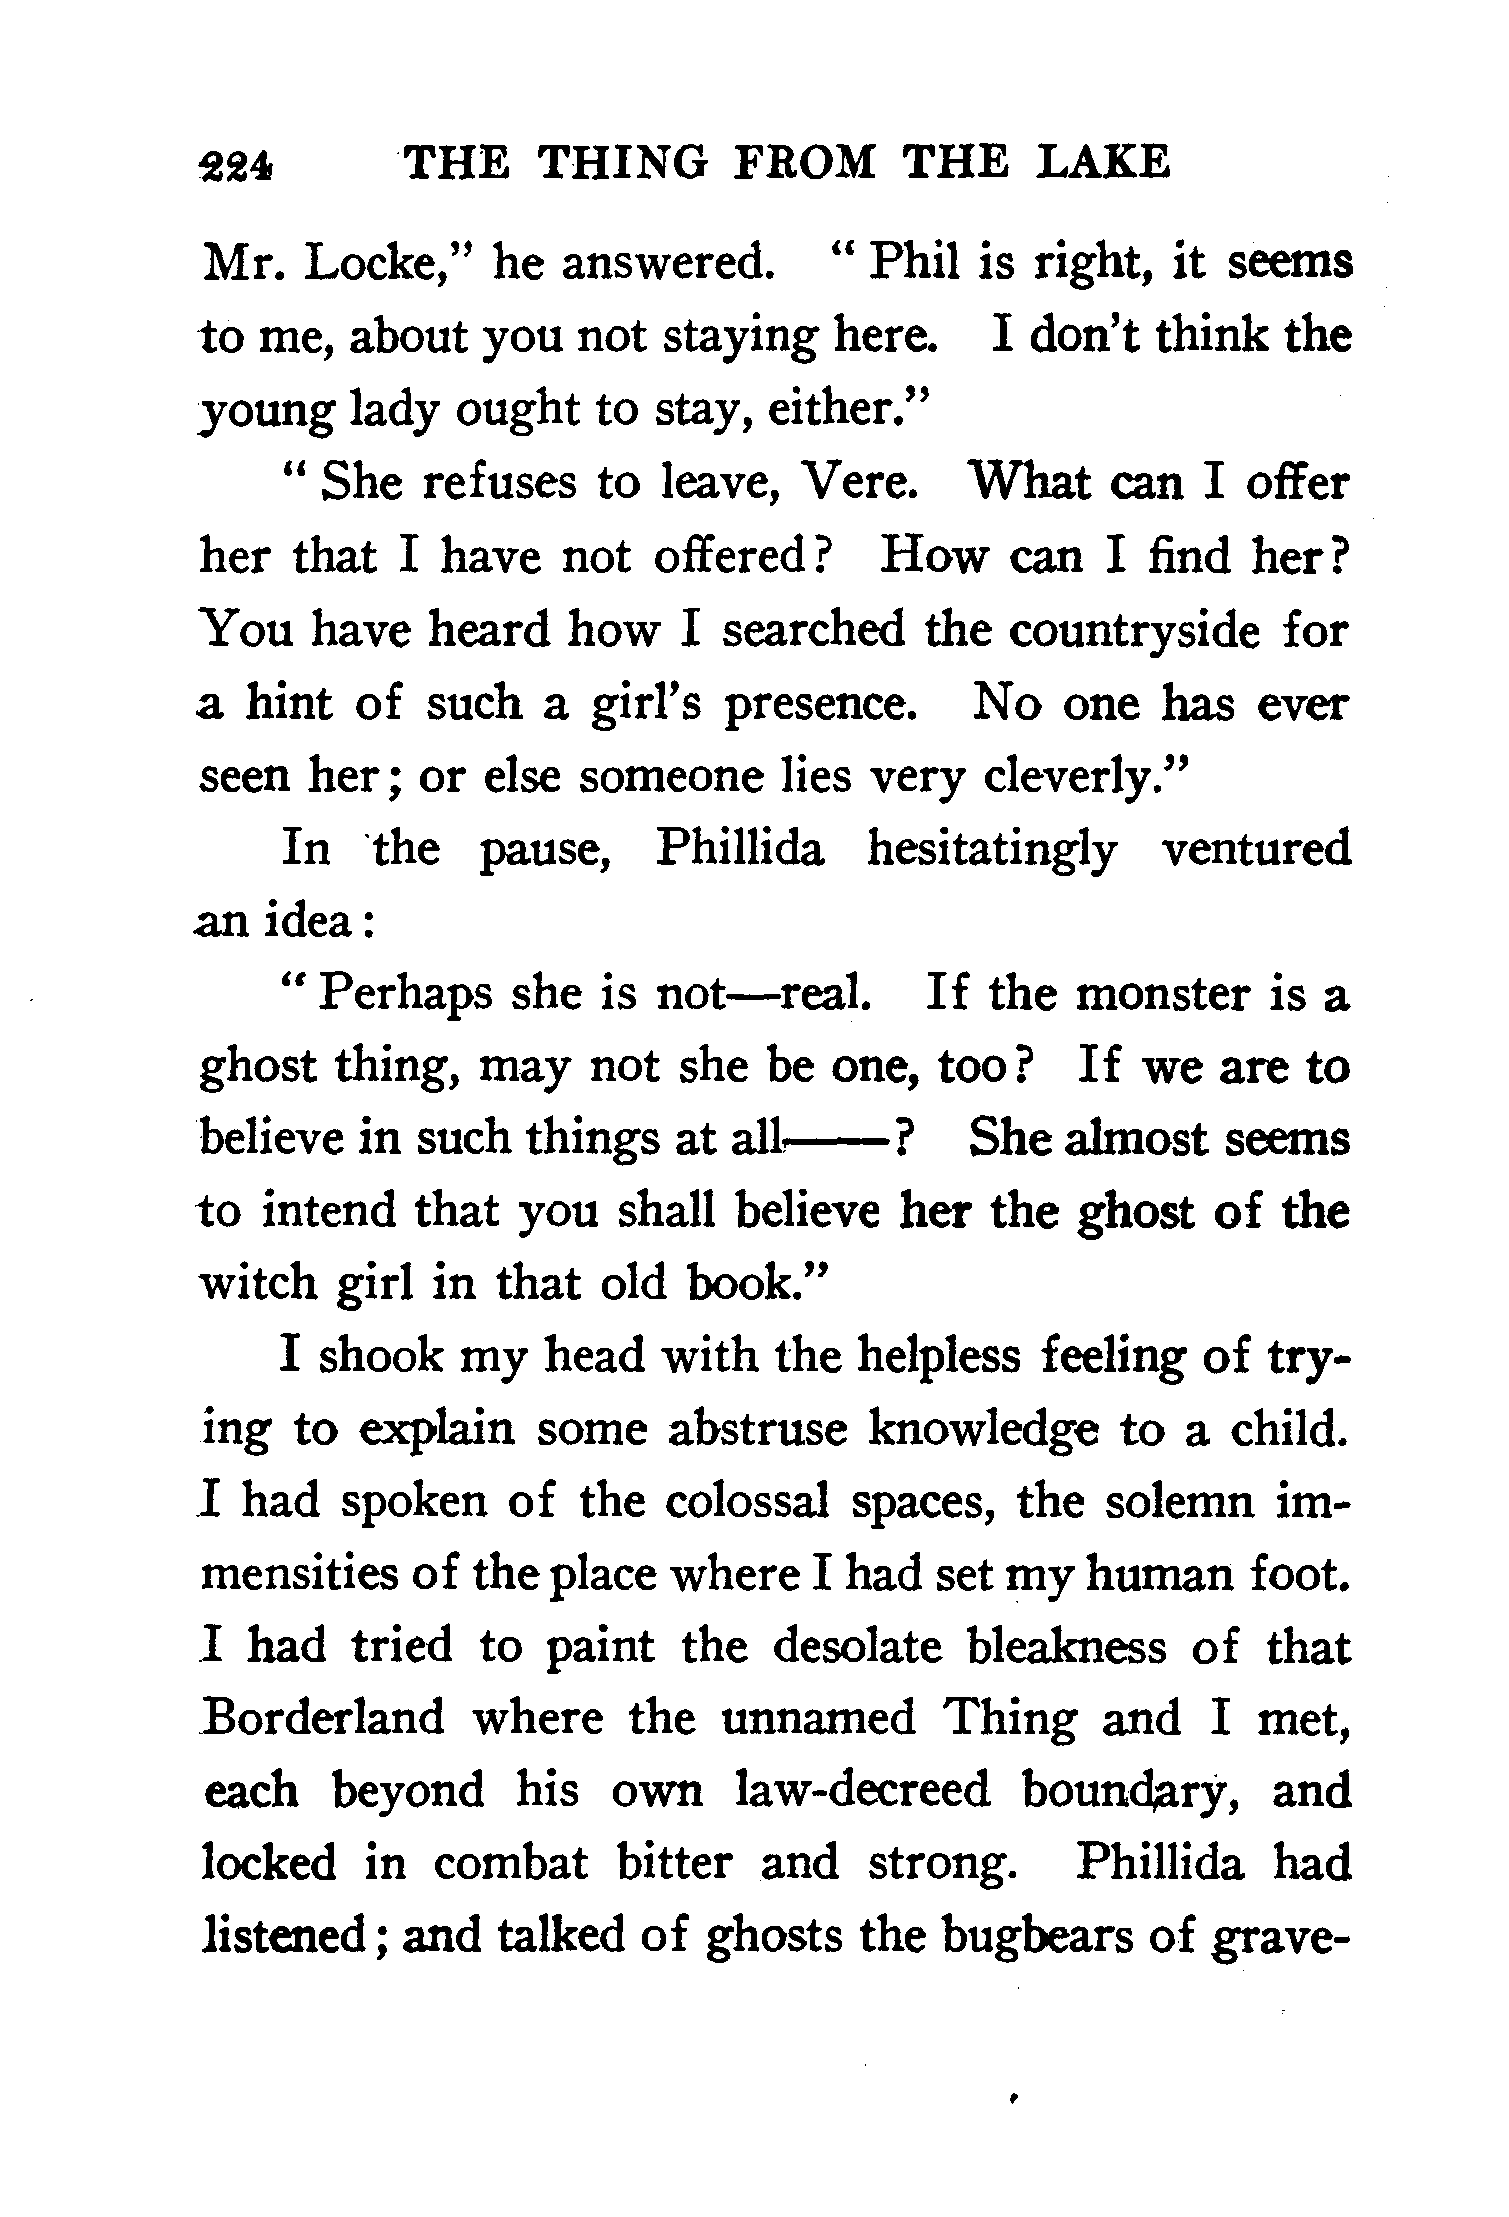 224 THE THING FROM THE LAKE
Mr. Locke,” he answered. “ Phil is right, it seems
to me, about you not staying here. I don’t think the
young lady ought to stay, either.”
“ She refuses to leave, Vere. What can I offer
her that I have not offered? How can I find her?
You have heard how I searched the countryside for
a hint of such a girl’s presence. No one has ever
seen her; or else someone lies very cleverly.”
In the pause, Phillida hesitatingly ventured
an idea:
“ Perhaps she is not—real. If the monster is a
ghost thing, may not she be one, too? If we are to
believe in such things at all——? She almost seems
to intend that you shall believe her the ghost of the
witch girl in that old book.”
I shook my head with the helpless feeling of try-
ing to explain some abstruse knowledge to a child.
I had spoken of the colossal spaces, the solemn im-
mensities of the place where I had set my human foot.
I had tried to paint the desolate bleakness of that
Borderland where the unnamed Thing and I met,
each beyond his own law-decreed boundary, and
locked in combat bitter and strong. Phillida had
listened; and talked of ghosts the bugbears of grave-